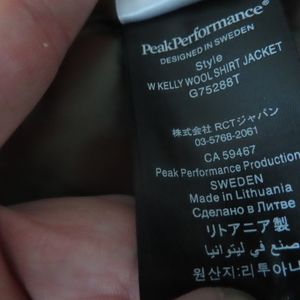 PeakPerformance®
DESIGNED IN SWEDEN
Style
W KELLY WOOL SHIRT JACKET
G75288T
株式会社 RCTジャパン
03-5768-2061
CA 59467
Peak Performance Production
SWEDEN
Made in Lithuania
Сделано в Литве
リトアニア製
صنع في ليتوانيا
원산지: 리투아니